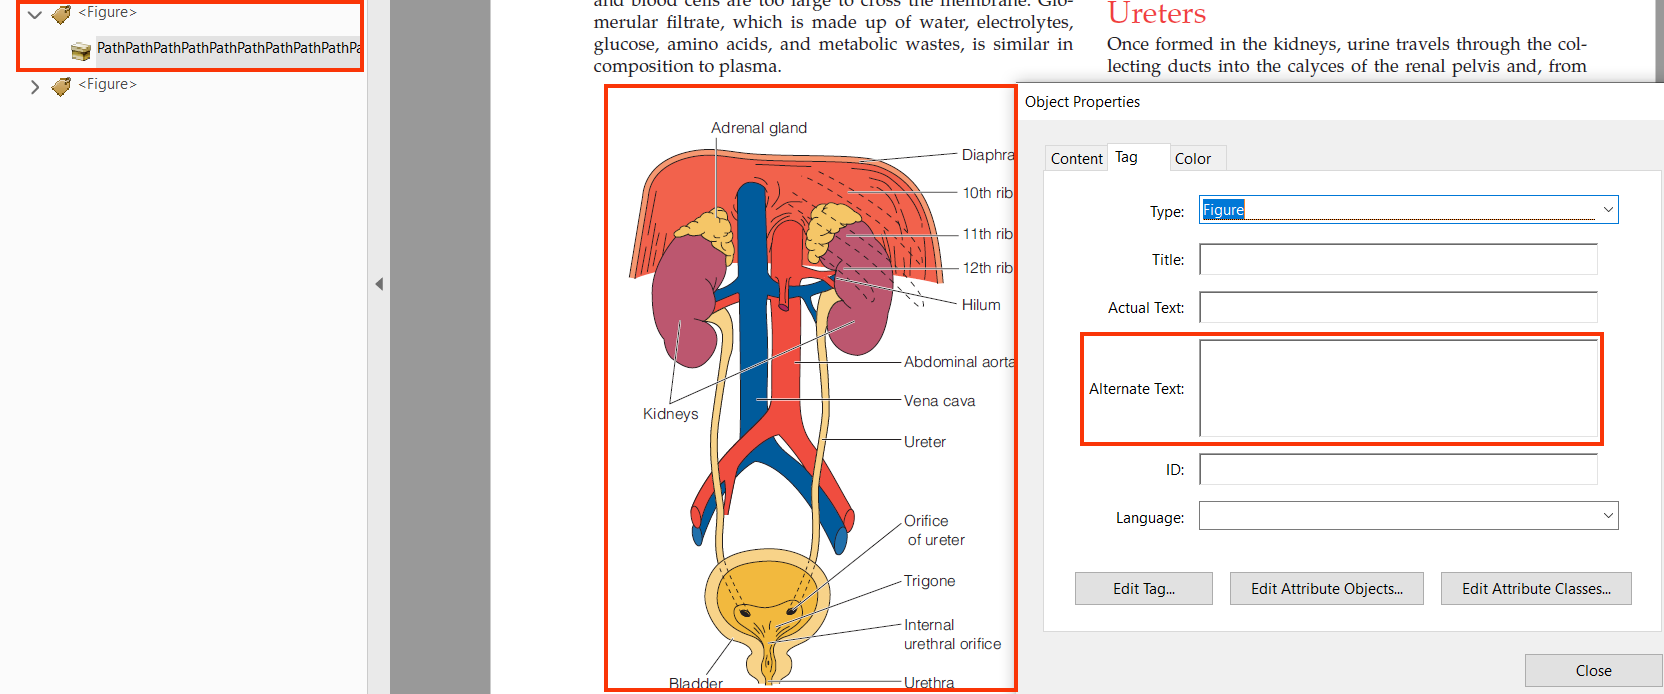 <Figure>
PathPathPathPathPathPathPathPathPathPa
<Figure>
and blood cells are too large to cross the membrane. Glo-
merular filtrate, which is made up of water, electrolytes,
glucose, amino acids, and metabolic wastes, is similar in
composition to plasma.
Ureters
Once formed in the kidneys, urine travels through the col-
lecting ducts into the calyces of the renal pelvis and, from
Adrenal gland
Diaphra
10th rib
11th rib
12th rib
Hilum
Abdominal aorta
Kidneys
Vena cava
Ureter
Orifice
of ureter
Trigone
Internal
urethral orifice
Bladder
Urethra
Object Properties
Content Tag Color
Type: Figure
Title:
Actual Text:
Alternate Text:
ID:
Language:
Edit Tag... Edit Attribute Objects... Edit Attribute Classes...
Close